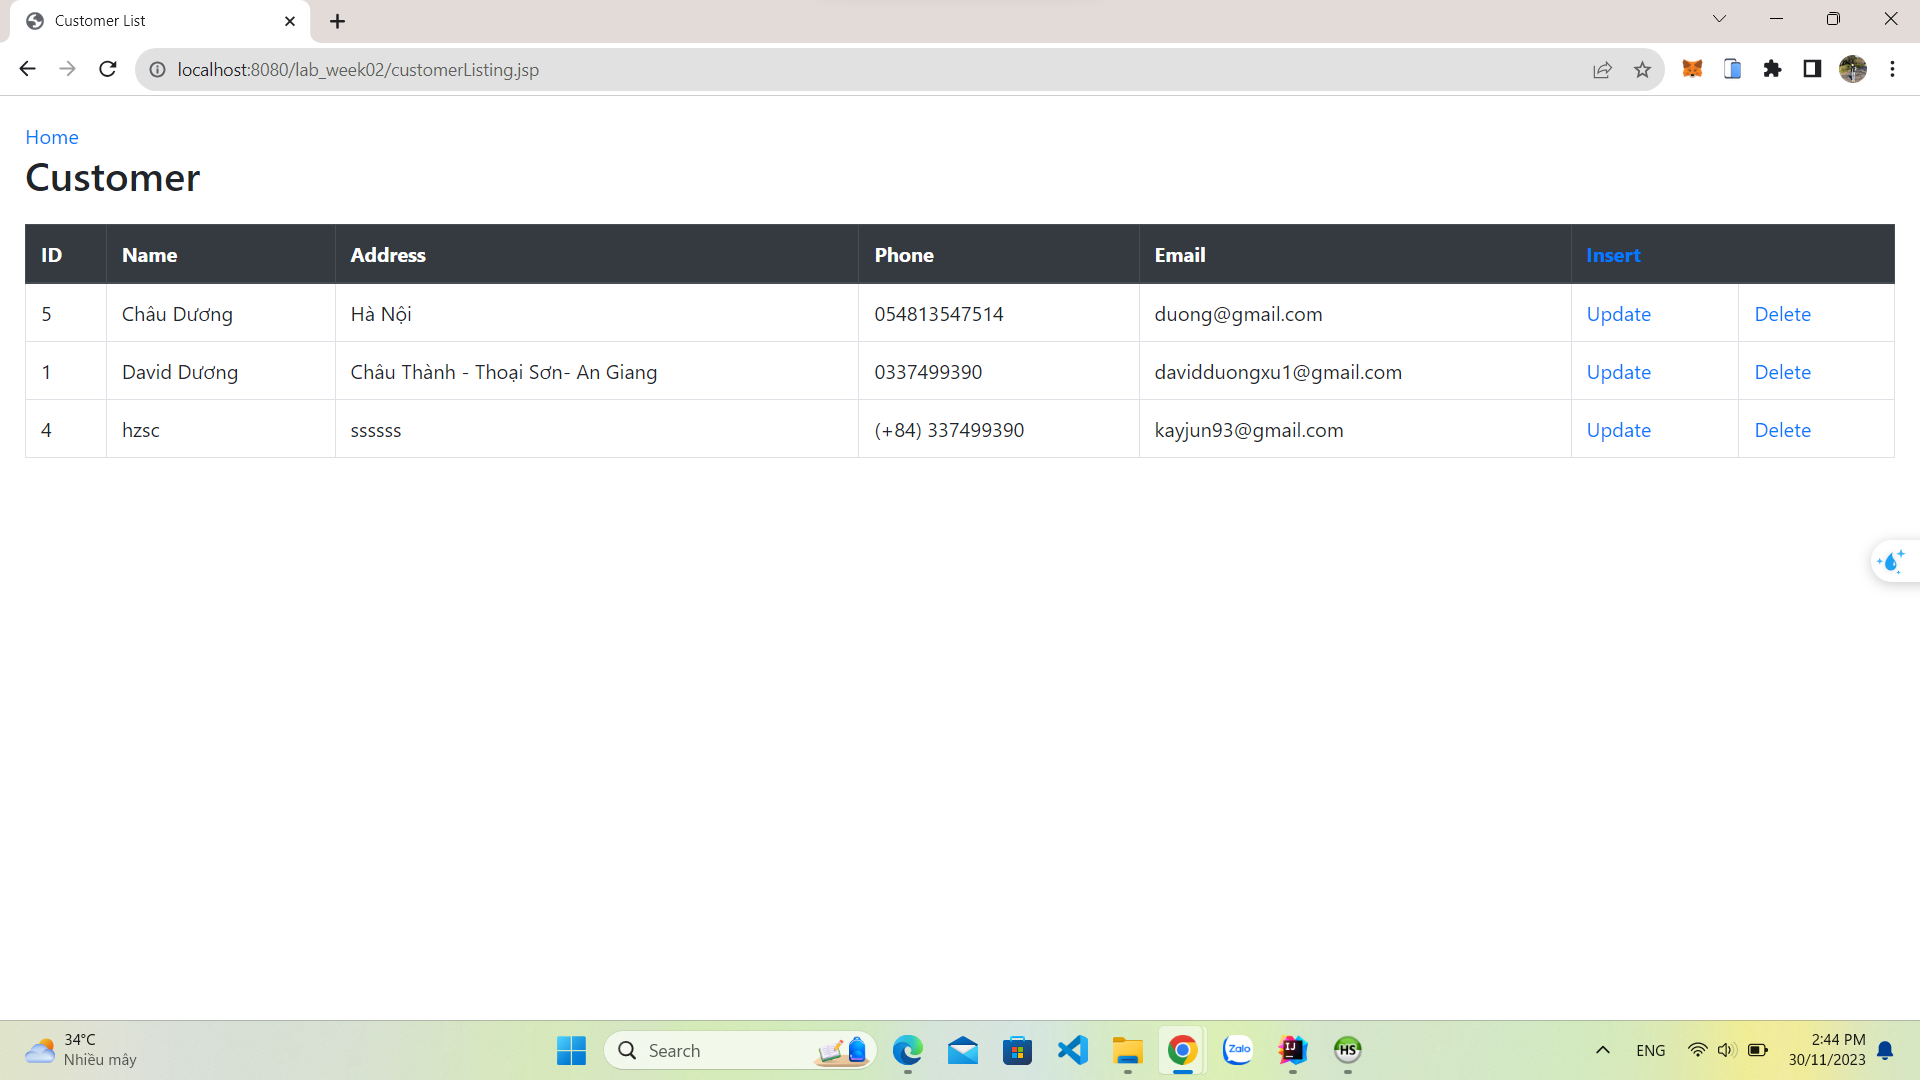 Customer List
localhost:8080/lab_week02/customerListing.jsp
Home
Customer
ID Name Address Phone Email Insert
5 Châu Dương Hà Nội 054813547514 duong@gmail.com Update Delete
1 David Dương Châu Thành - Thoại Sơn- An Giang 0337499390 davidduongxu1@gmail.com Update Delete
4 hzsc ssssss (+84) 337499390 kayjun93@gmail.com Update Delete
34°C
Nhiều mây
Search
Zalo
IJ
HS
ENG
2:44 PM
30/11/2023